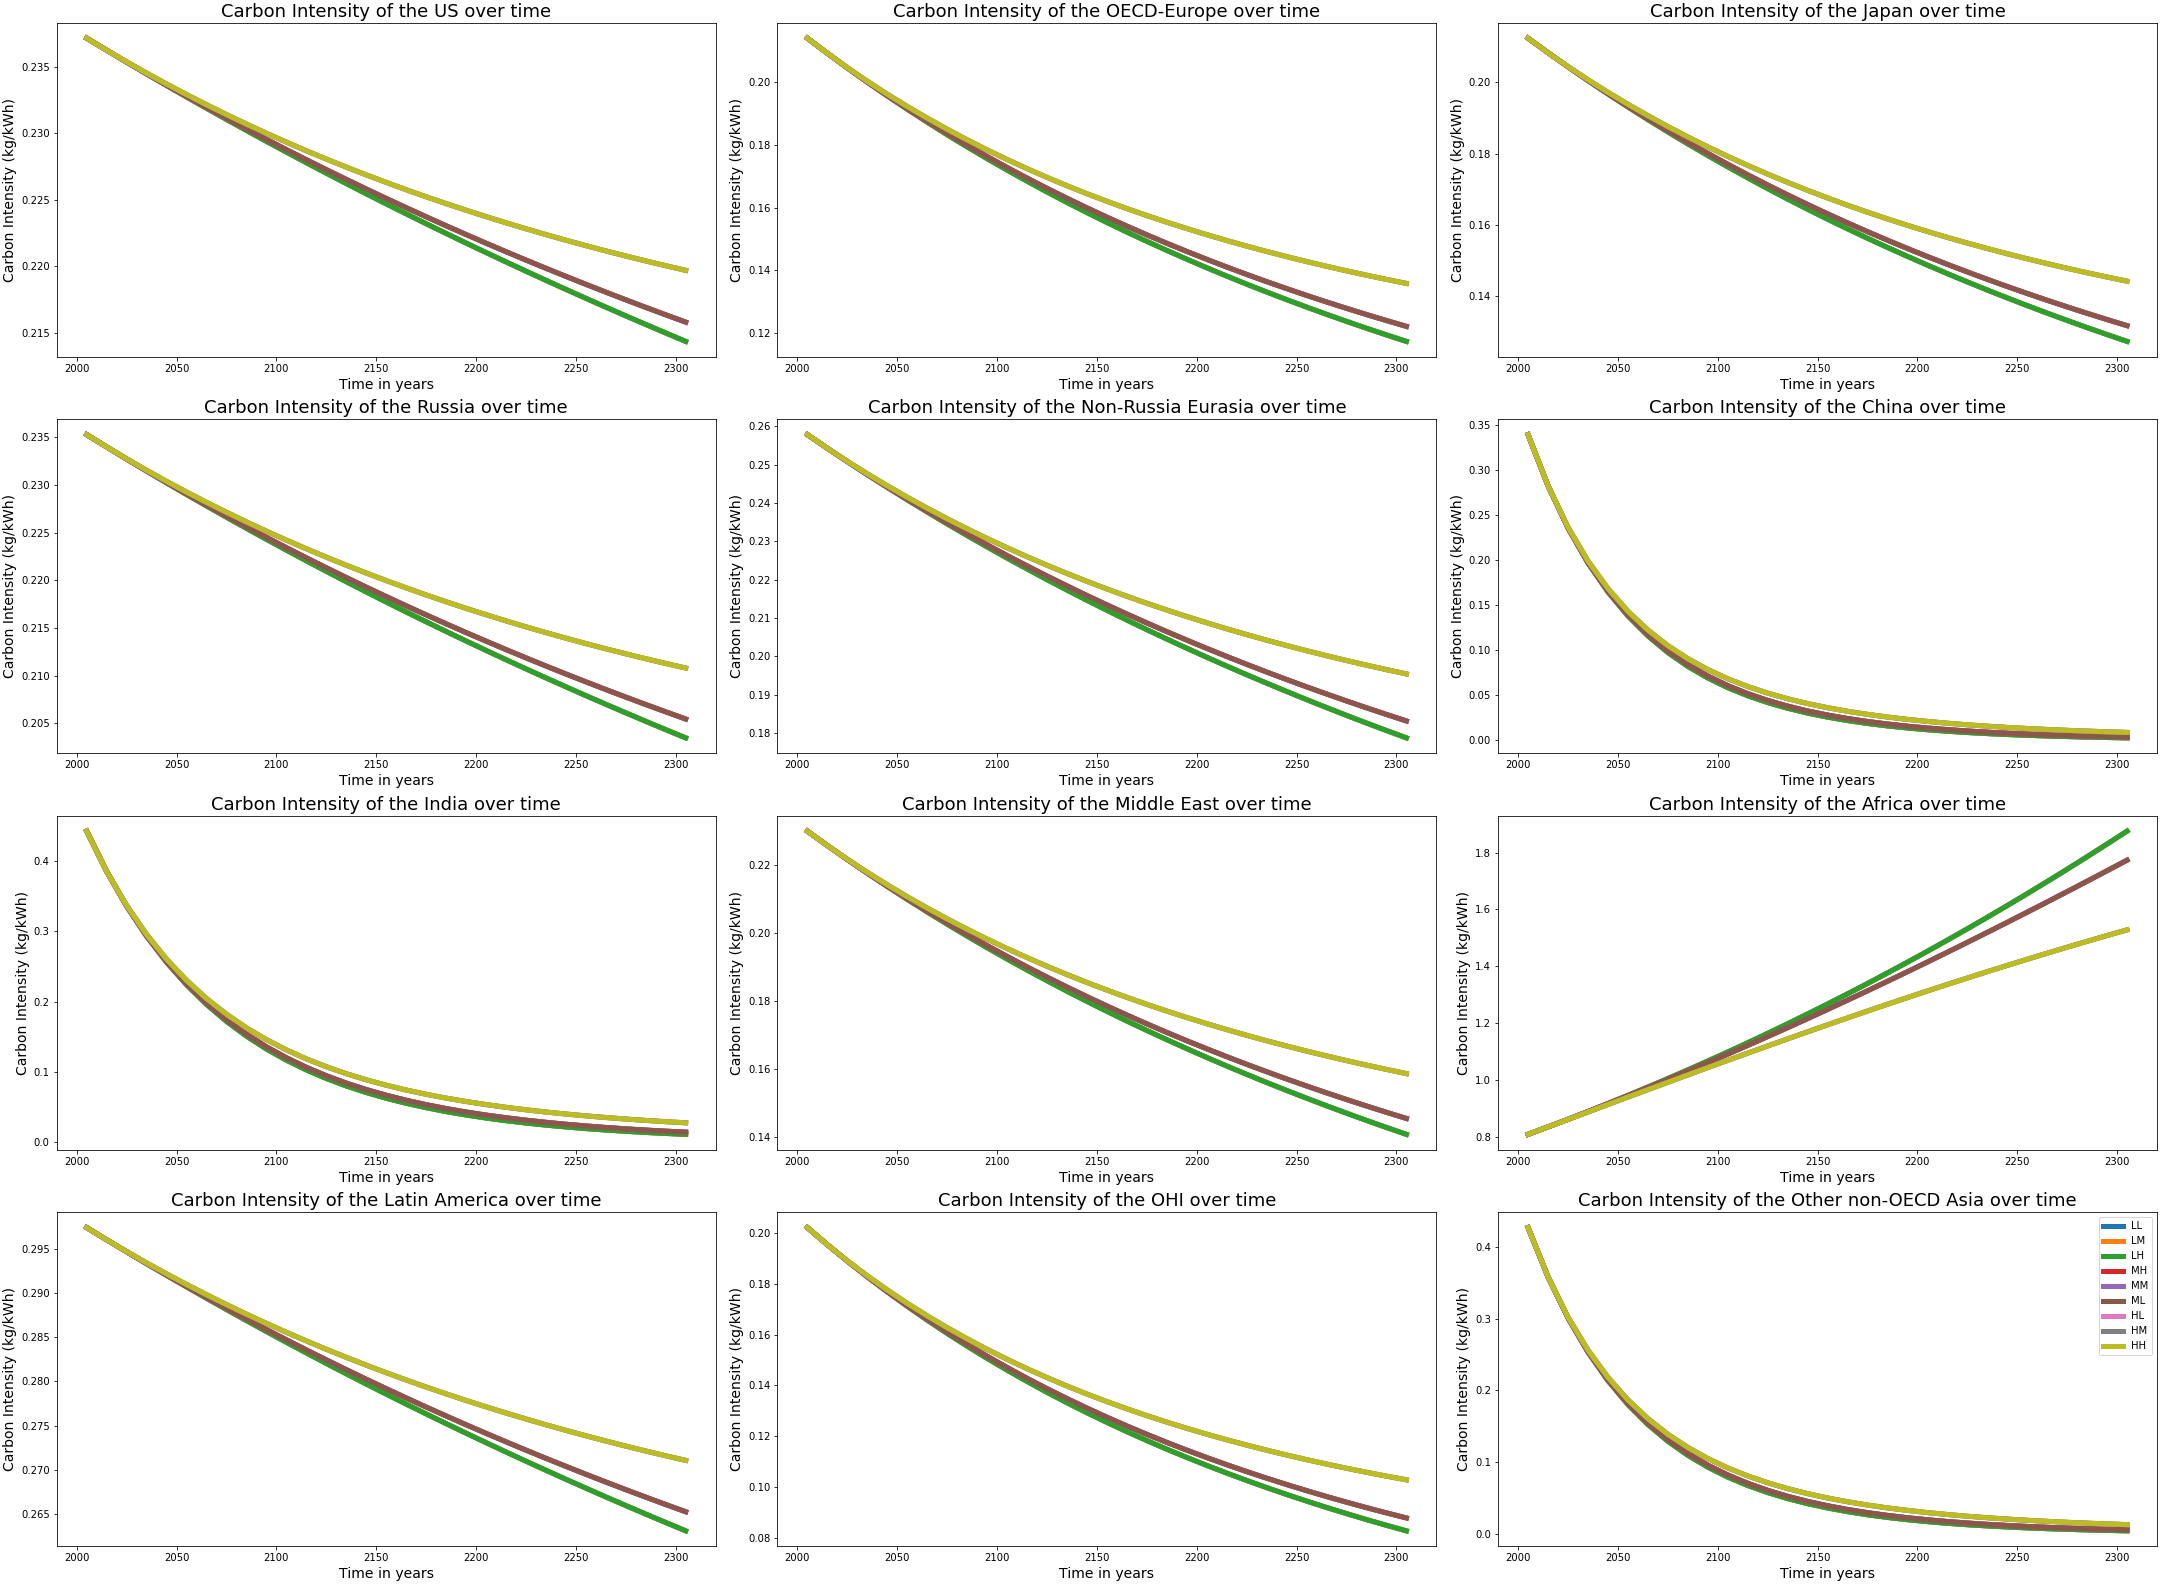 Carbon Intensity of the US over time
Carbon Intensity (kg/kWh)
0.235
0.230
0.225
0.220
0.215
2000 2050 2100 2150 2200 2250 2300
Time in years
Carbon Intensity of the OECD-Europe over time
Carbon Intensity (kg/kWh)
0.20
0.18
0.16
0.14
0.12
2000 2050 2100 2150 2200 2250 2300
Time in years
Carbon Intensity of the Japan over time
Carbon Intensity (kg/kWh)
0.20
0.18
0.16
0.14
2000 2050 2100 2150 2200 2250 2300
Time in years
Carbon Intensity of the Russia over time
Carbon Intensity (kg/kWh)
0.235
0.230
0.225
0.220
0.215
0.210
0.205
2000 2050 2100 2150 2200 2250 2300
Time in years
Carbon Intensity of the Non-Russia Eurasia over time
Carbon Intensity (kg/kWh)
0.26
0.25
0.24
0.23
0.22
0.21
0.20
0.19
0.18
2000 2050 2100 2150 2200 2250 2300
Time in years
Carbon Intensity of the China over time
Carbon Intensity (kg/kWh)
0.35
0.30
0.25
0.20
0.15
0.10
0.05
0.00
2000 2050 2100 2150 2200 2250 2300
Time in years
Carbon Intensity of the India over time
Carbon Intensity (kg/kWh)
0.4
0.3
0.2
0.1
0.0
2000 2050 2100 2150 2200 2250 2300
Time in years
Carbon Intensity of the Middle East over time
Carbon Intensity (kg/kWh)
0.22
0.20
0.18
0.16
0.14
2000 2050 2100 2150 2200 2250 2300
Time in years
Carbon Intensity of the Africa over time
Carbon Intensity (kg/kWh)
1.8
1.6
1.4
1.2
1.0
0.8
2000 2050 2100 2150 2200 2250 2300
Time in years
Carbon Intensity of the Latin America over time
Carbon Intensity (kg/kWh)
0.295
0.290
0.285
0.280
0.275
0.270
0.265
2000 2050 2100 2150 2200 2250 2300
Time in years
Carbon Intensity of the OHI over time
Carbon Intensity (kg/kWh)
0.20
0.18
0.16
0.14
0.12
0.10
0.08
2000 2050 2100 2150 2200 2250 2300
Time in years
Carbon Intensity of the Other non-OECD Asia over time
Carbon Intensity (kg/kWh)
0.4
0.3
0.2
0.1
0.0
2000 2050 2100 2150 2200 2250 2300
Time in years
LL
LM
LH
MH
MM
ML
HL
HM
HH